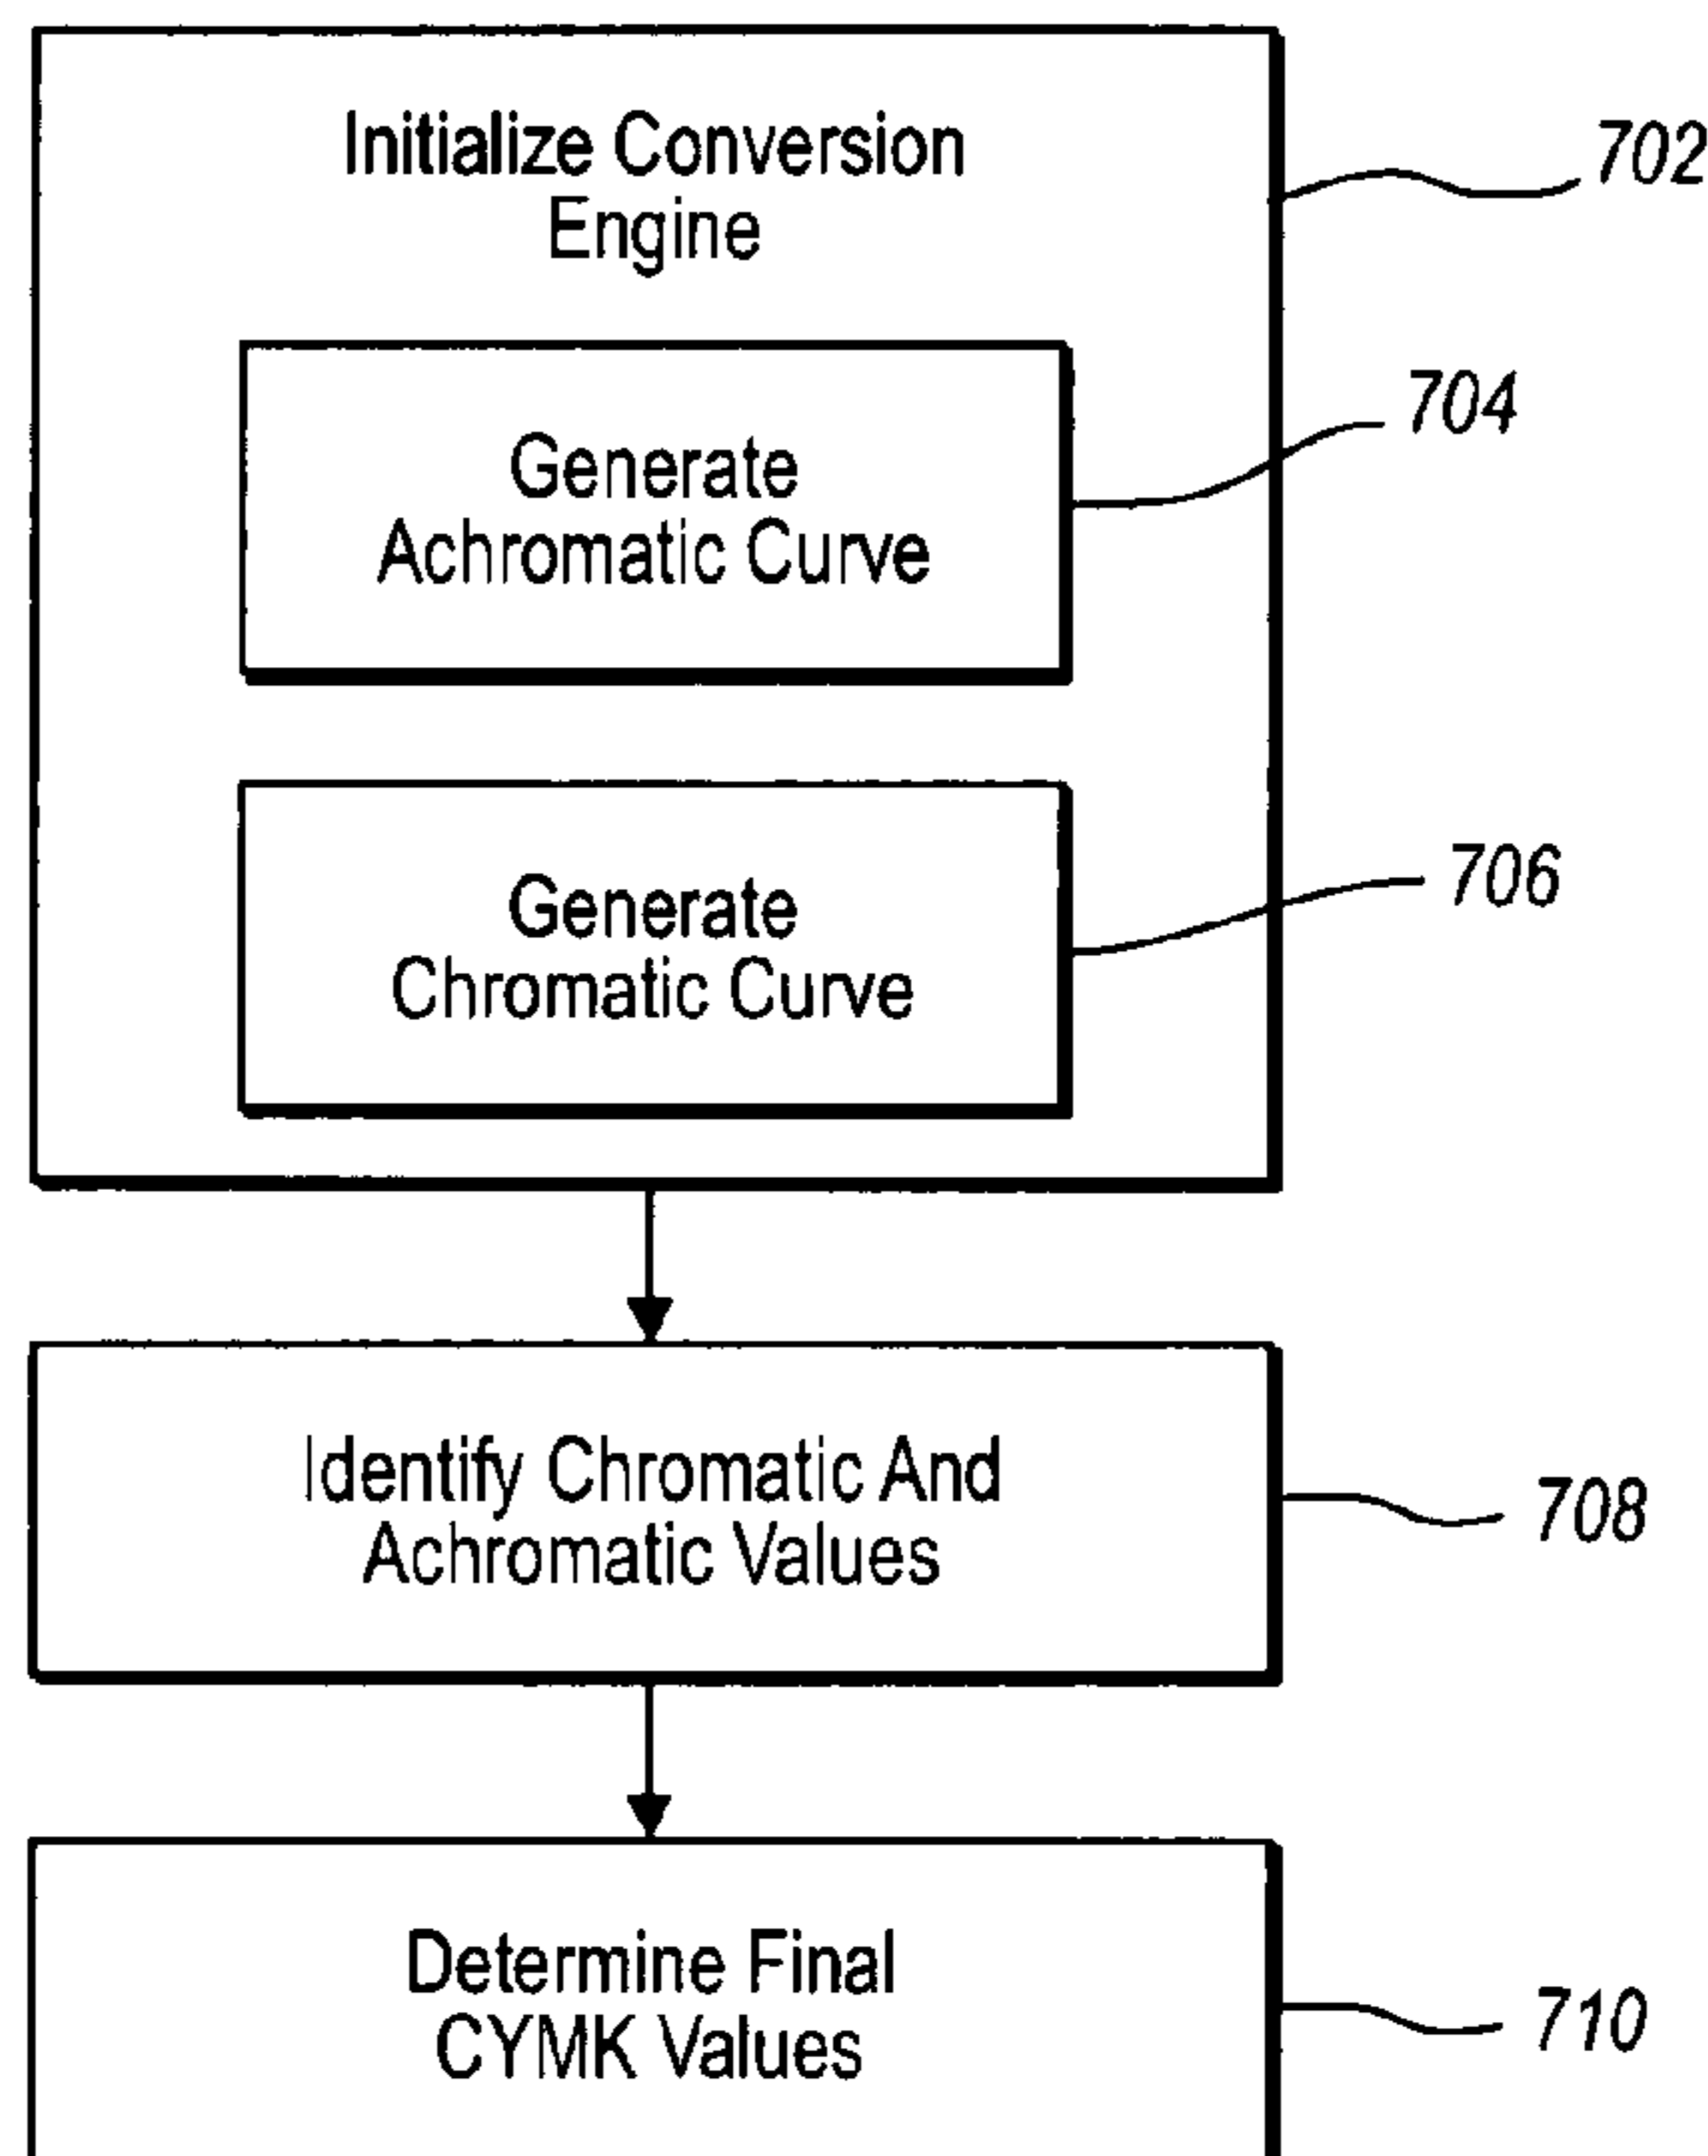 Initialize Conversion
Engine
702
Generate
Achromatic Curve
704
Generate
Chromatic Curve
706
Identify Chromatic And
Achromatic Values
708
Determine Final
CYMK Values
710